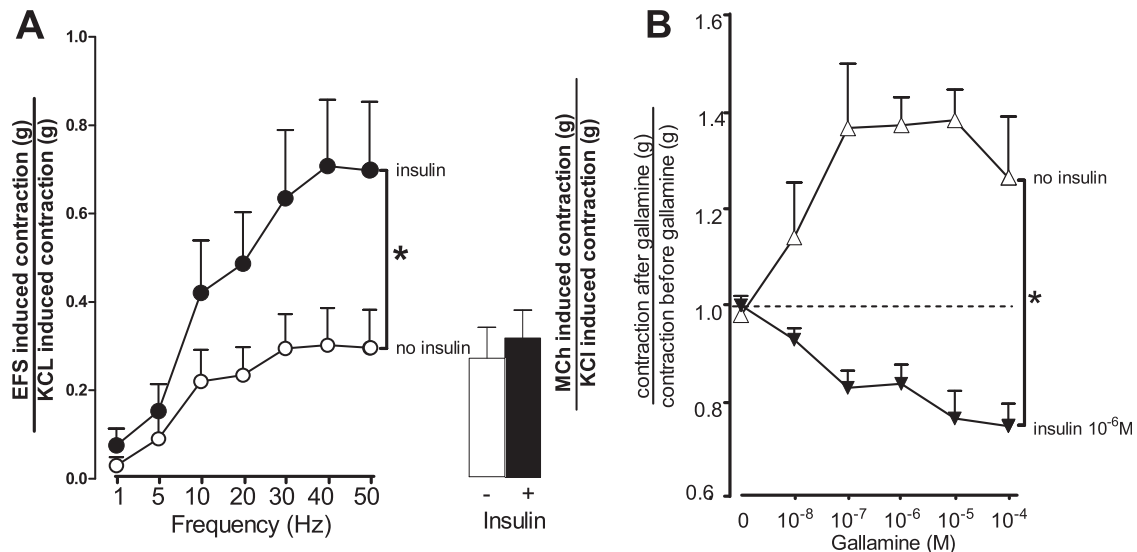 A
EFS induced contraction (g)
KCL induced contraction (g)
1.0
0.8
0.6
0.4
0.2
0.0
insulin
*
no insulin
1 5 10 20 30 40 50
Frequency (Hz)
MCh induced contraction (g)
KCl induced contraction (g)
- +
Insulin
B
contraction after gallamine (g)
contraction before gallamine (g)
1.6
1.4
1.2
1.0
0.8
0.6
no insulin
*
insulin 10⁻⁶M
0 10⁻⁸ 10⁻⁷ 10⁻⁶ 10⁻⁵ 10⁻⁴
Gallamine (M)